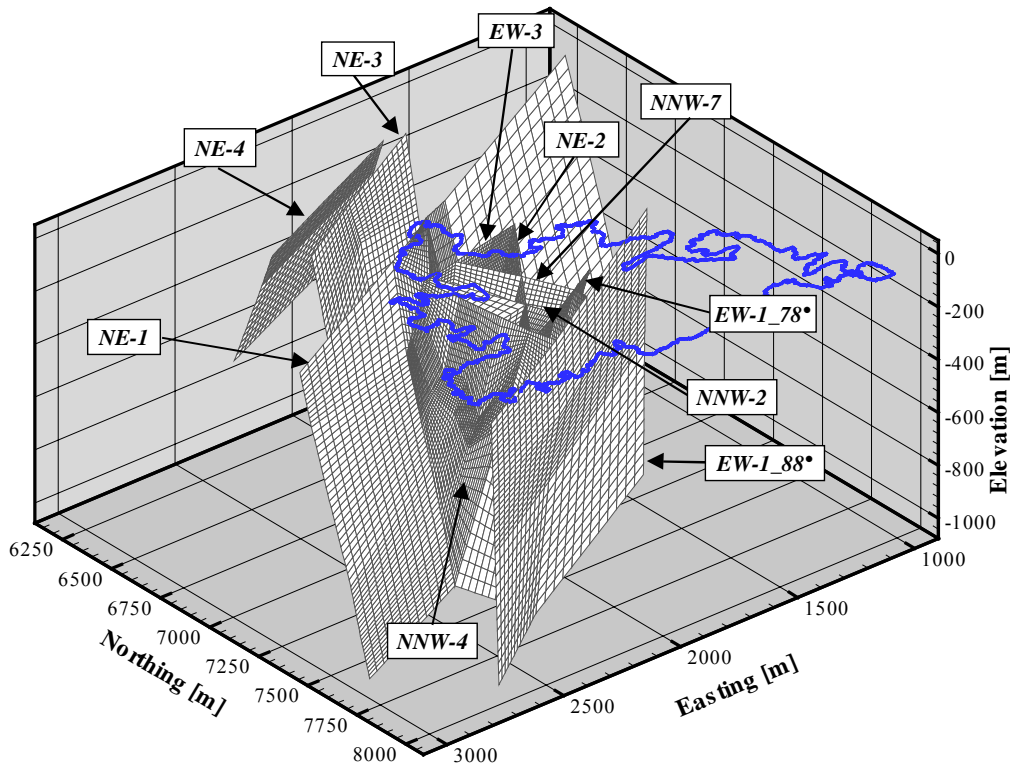 EW-3
NE-3
NNW-7
NE-2
NE-4
0
-200
EW-1_78•
NE-1
-400
NNW-2
-600
EW-1_88•
-800
-1000
Elevation [m]
6250
6500
6750
7000
7250
7500
7750
8000
Northing [m]
NNW-4
1000
1500
2000
2500
3000
Easting [m]